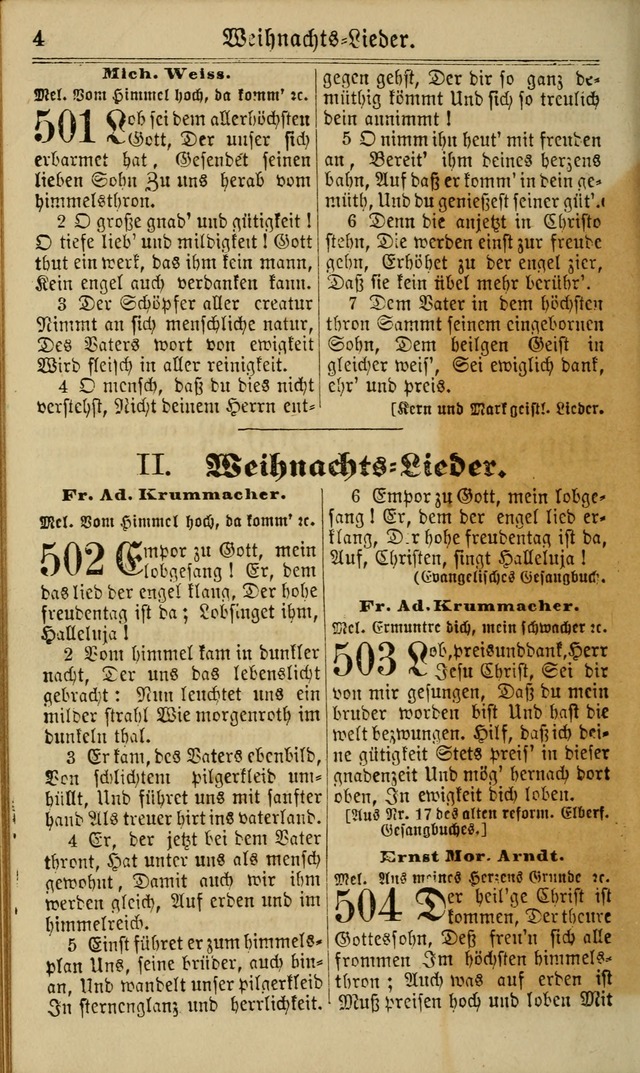 4 Weihnachts-Lieder.
Mich. Weiss.
Mel. Vom Himmel hoch, da komm' ꝛc.
501 Lob sei dem allerhöchsten
Gott, Der unser sich
erbarmet hat, Gesendet seinen
lieben Sohn Zu uns herab vom
himmelsthron.
2 O große gnad' und gütigkeit!
O tiefe lieb' und mildigkeit! Gott
thut ein werk, das ihm kein mann,
Kein engel auch verdanken kann.
3 Der Schöpfer aller creatur
Nimmt an sich menschliche natur,
Des Vaters wort von ewigkeit
Wird fleisch in aller reinigkeit.
4 O mensch, daß du dies nicht
verstehst, Nicht deinem Herrn ent-
gegen gehst, Der dir so ganz de-
müthig kömmt Und sich so treulich
dein annimmt!
5 O nimm ihn heut' mit freuden
an, Bereit' ihm deines herzens
bahn, Auf daß er komm' in dein ge-
müth, Und du genießest seiner güt'.
6 Denn die anjetzt in Christo
stehn, Die werden einst zur freude
gehn, Erhöhet zu der engel zier,
Daß sie kein übel mehr berühr'.
7 Dem Vater in dem höchsten
thron Sammt seinem eingebornen
Sohn, Dem heilgen Geist in
gleicher weis', Sei ewiglich dank,
ehr' und preis.
[Kern und Mark geistl. Lieder.
II. Weihnachts-Lieder.
Fr. Ad. Krummacher.
Mel. Vom Himmel hoch, da komm' ꝛc.
502 Empor zu Gott, mein
lobgesang! Er, dem
das lied der engel klang, Der hohe
freudentag ist da; Lobsinget ihm,
Halleluja!
2 Vom himmel kam in dunkler
nacht, Der uns das lebenslicht
gebracht: Nun leuchtet uns ein
milder strahl Wie morgenroth im
dunkeln thal.
3 Er kam, des Vaters ebenbild,
Von schlichtem pilgerkleid um-
hüllt, Und führet uns mit sanfter
hand Als treuer hirt ins vaterland.
4 Er, der jetzt bei dem Vater
thront, Hat unter uns als mensch
gewohnt, Damit auch wir ihm
werden gleich, Auf erden und im
himmelreich.
5 Einst führet er zum himmels-
plan Uns, seine brüder, auch hin-
an, Und wandelt unser pilgerkleid
In sternenglanz und herrlichkeit.
6 Empor zu Gott, mein lobge-
sang! Er, dem der engel lied er-
klang, Der hohe freudentag ist da,
Auf, Christen, singt Halleluja!
(Evangelisches Gesangbuch.
Fr. Ad. Krummacher.
Mel. Ermuntre dich, mein schwacher ꝛc.
503 Lob, preis und dank, Herr
Jesu Christ, Sei dir
von mir gesungen, Daß du mein
bruder worden bist Und hast die
welt bezwungen. Hilf, daß ich dei-
ne gütigkeit Stets preis' in dieser
gnadenzeit Und mög' hernach dort
oben, In ewigkeit dich loben.
[Aus Nr. 17 des alten reform. Elberf.
Gesangbuches.]
Ernst Mor. Arndt.
Mel. Aus meines Herzens Grunde ꝛc.
504 Der heil'ge Christ ist
kommen, Der theure
Gottessohn, Deß freu'n sich alle
frommen Im höchsten himmels-
thron; Auch was auf erden ist
Muß preisen hoch und loben Mit